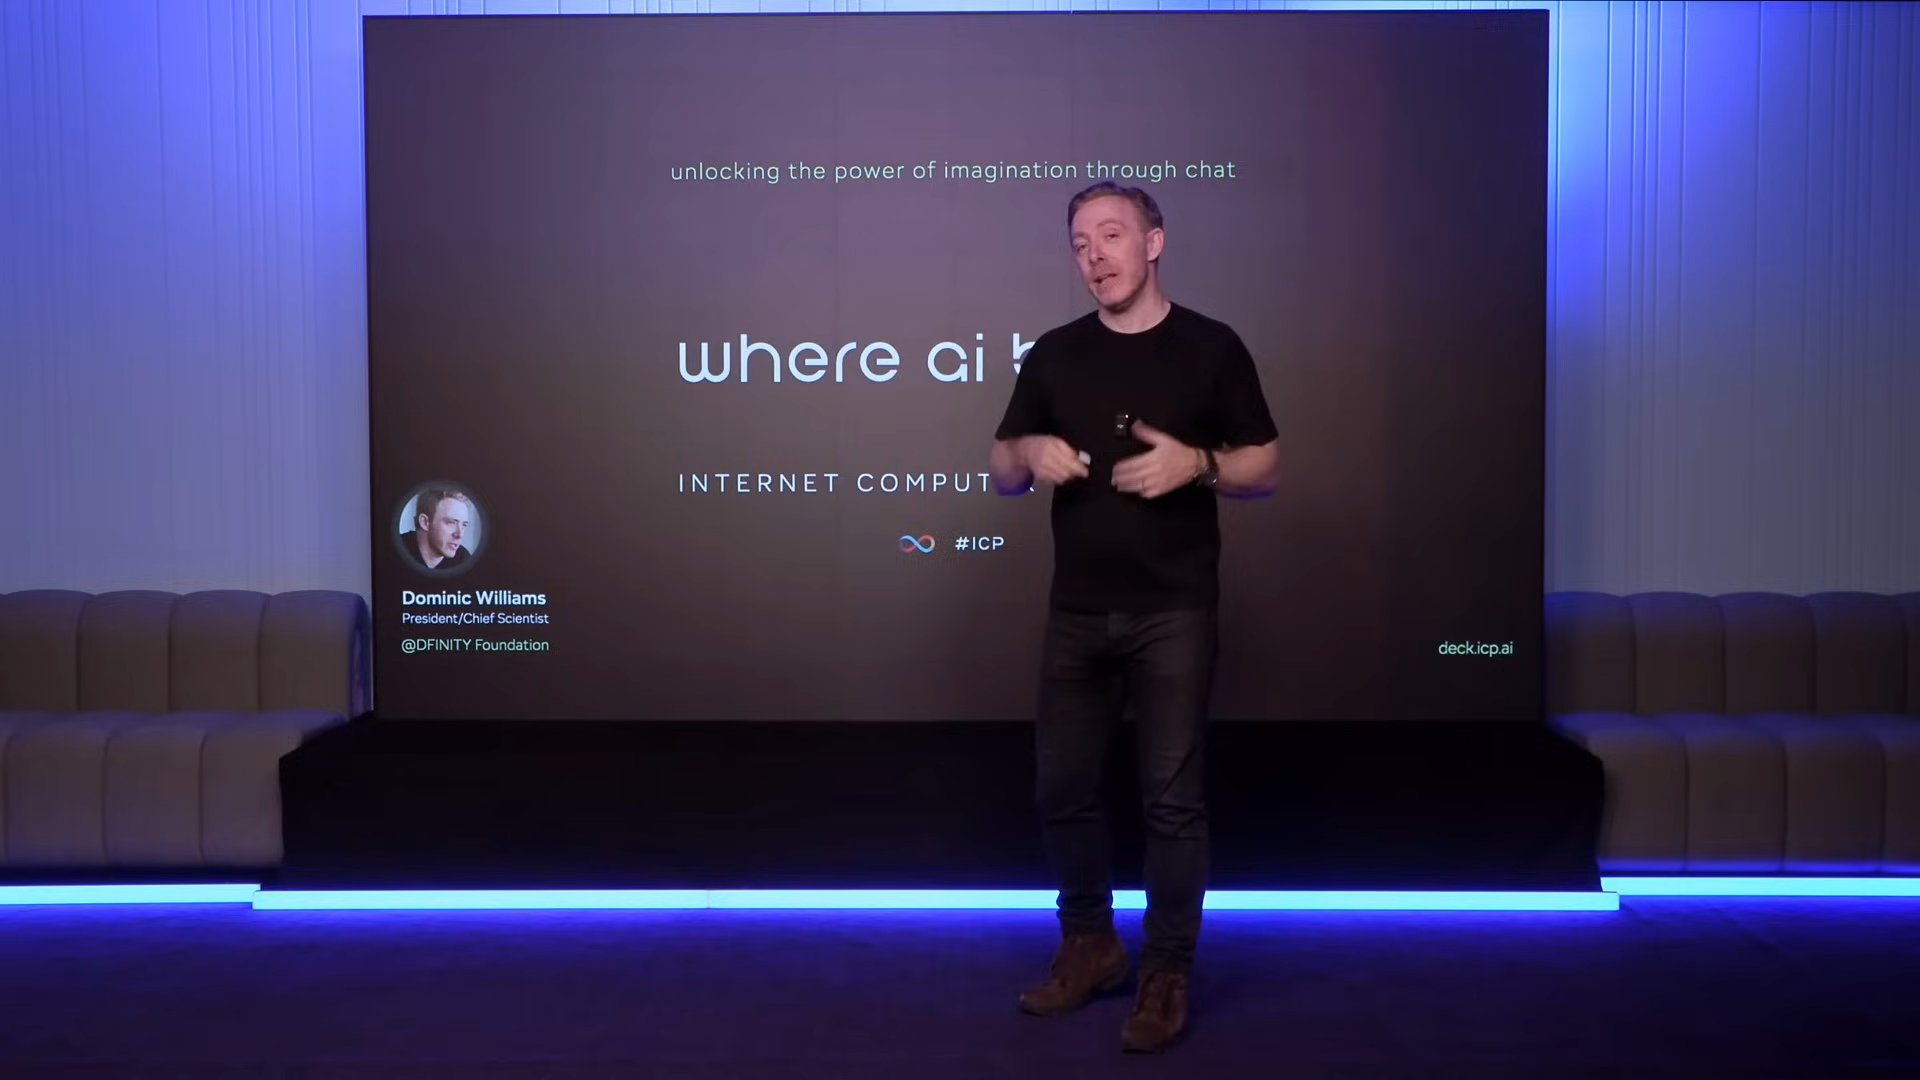 unlocking the power of imagination through chat
where ai
INTERNET COMPUTER
#ICP
Dominic Williams
President/Chief Scientist
@DFINITY Foundation
deck.icp.ai